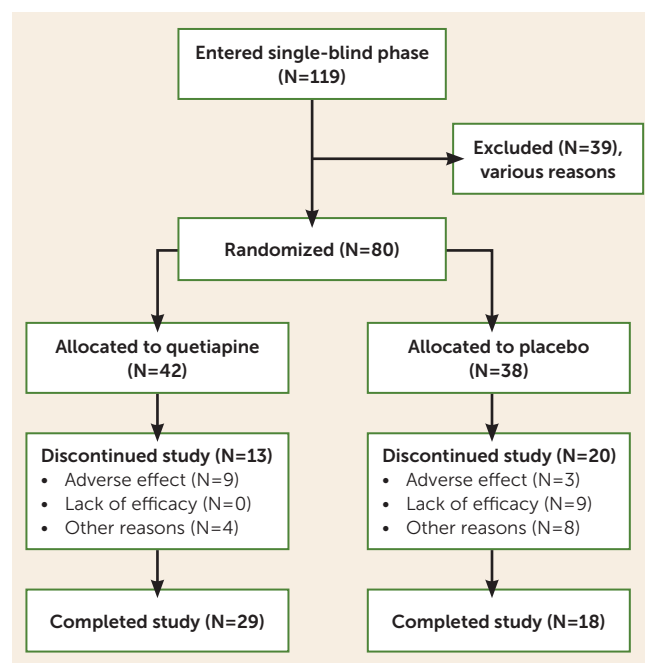 Entered single-blind phase
(N=119)
Excluded (N=39),
various reasons
Randomized (N=80)
Allocated to quetiapine
(N=42)
Allocated to placebo
(N=38)
Discontinued study (N=13)
• Adverse effect (N=9)
• Lack of efficacy (N=0)
• Other reasons (N=4)
Discontinued study (N=20)
• Adverse effect (N=3)
• Lack of efficacy (N=9)
• Other reasons (N=8)
Completed study (N=29)
Completed study (N=18)